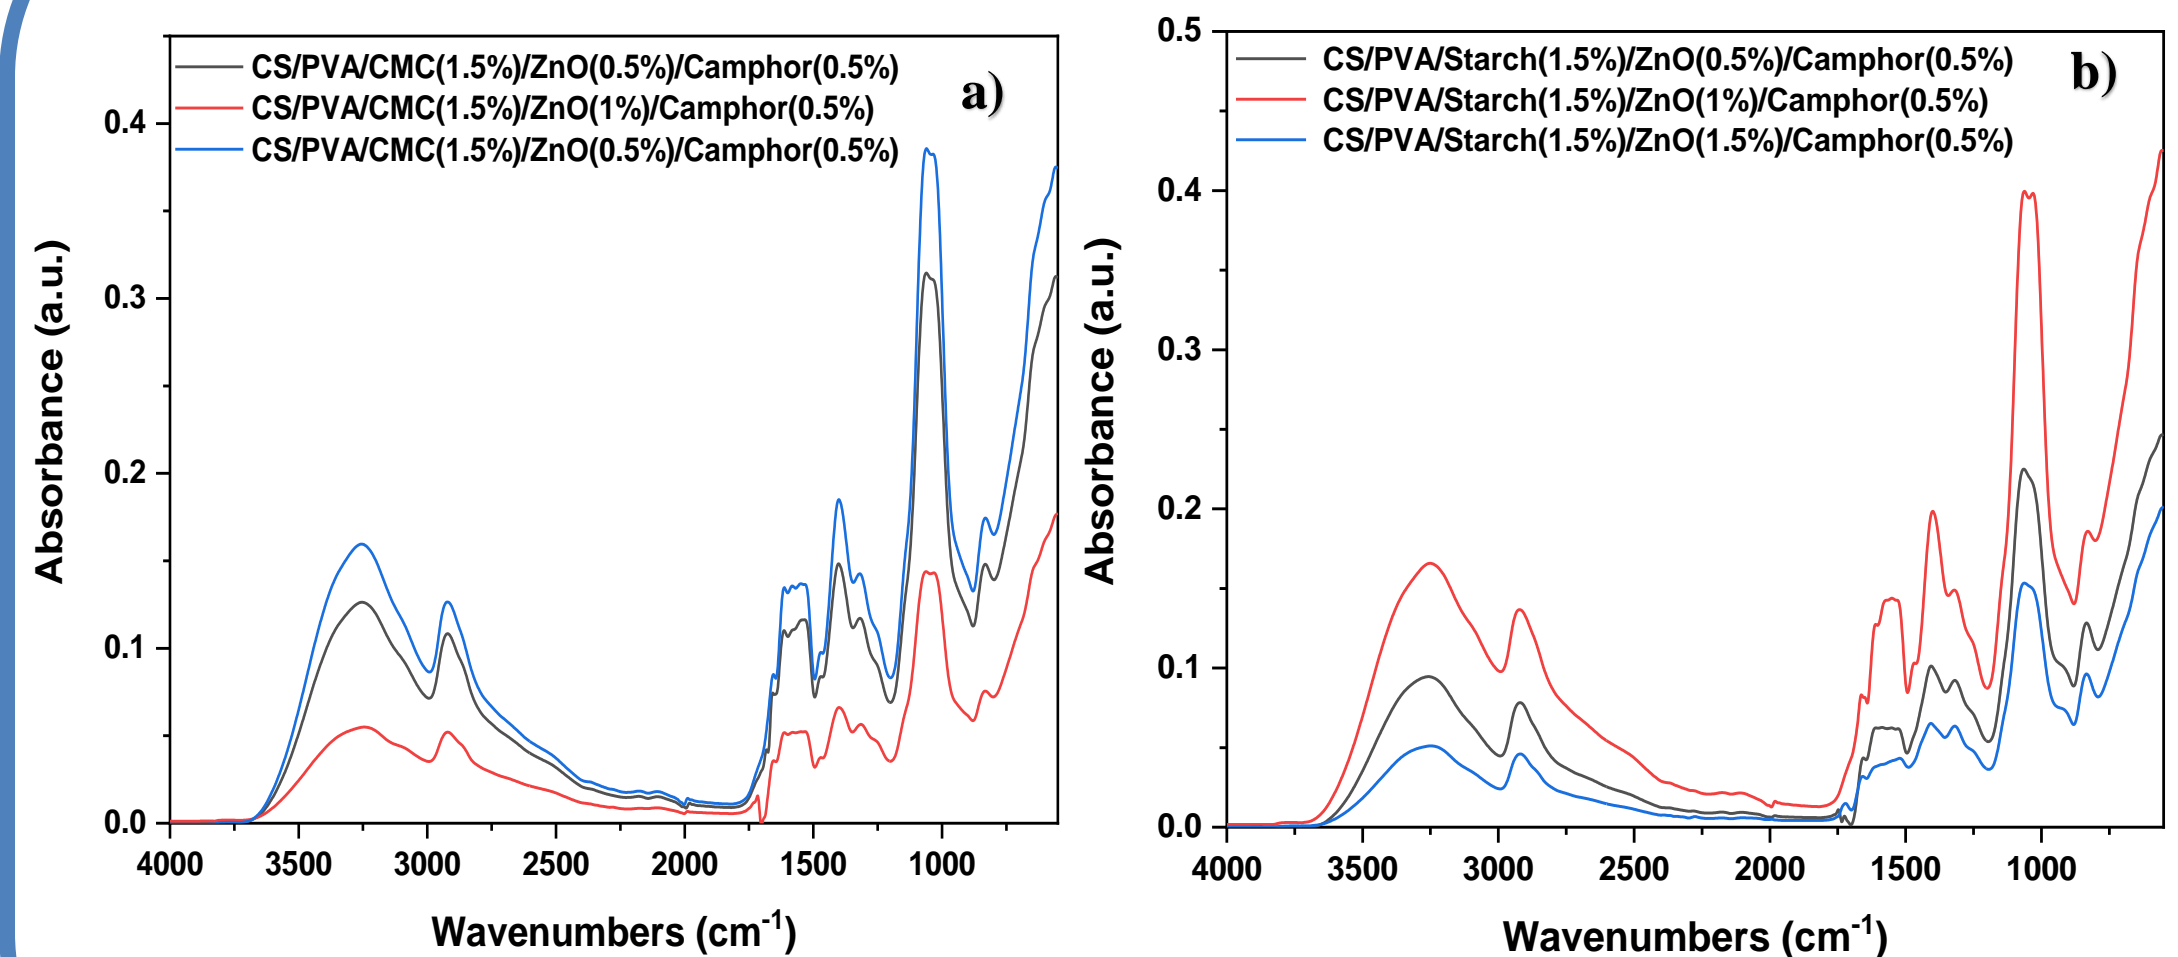 CS/PVA/CMC(1.5%)/ZnO(0.5%)/Camphor(0.5%)
CS/PVA/CMC(1.5%)/ZnO(1%)/Camphor(0.5%)
CS/PVA/CMC(1.5%)/ZnO(0.5%)/Camphor(0.5%)
a)
0.4
0.3
0.2
0.1
0.0
Absorbance (a.u.)
4000 3500 3000 2500 2000 1500 1000
Wavenumbers (cm⁻¹)
CS/PVA/Starch(1.5%)/ZnO(0.5%)/Camphor(0.5%)
CS/PVA/Starch(1.5%)/ZnO(1%)/Camphor(0.5%)
CS/PVA/Starch(1.5%)/ZnO(1.5%)/Camphor(0.5%)
b)
0.5
0.4
0.3
0.2
0.1
0.0
Absorbance (a.u.)
4000 3500 3000 2500 2000 1500 1000
Wavenumbers (cm⁻¹)